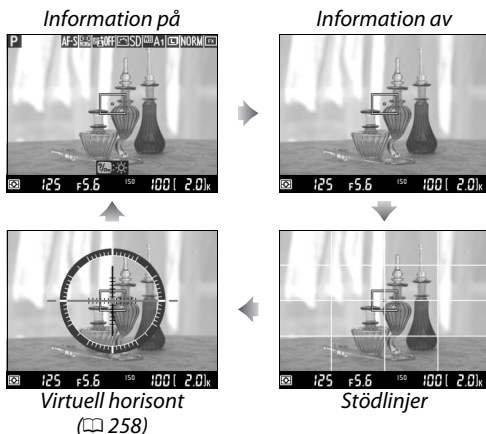 Information på
Information av
P AF-S OFF SD A1 NORM FX
125 F5.6 ISO 100 [ 2.0]K
125 F5.6 ISO 100 [ 2.0]K
125 F5.6 ISO 100 [ 2.0]K
125 F5.6 ISO 100 [ 2.0]K
Virtuell horisont
(258)
Stödlinjer